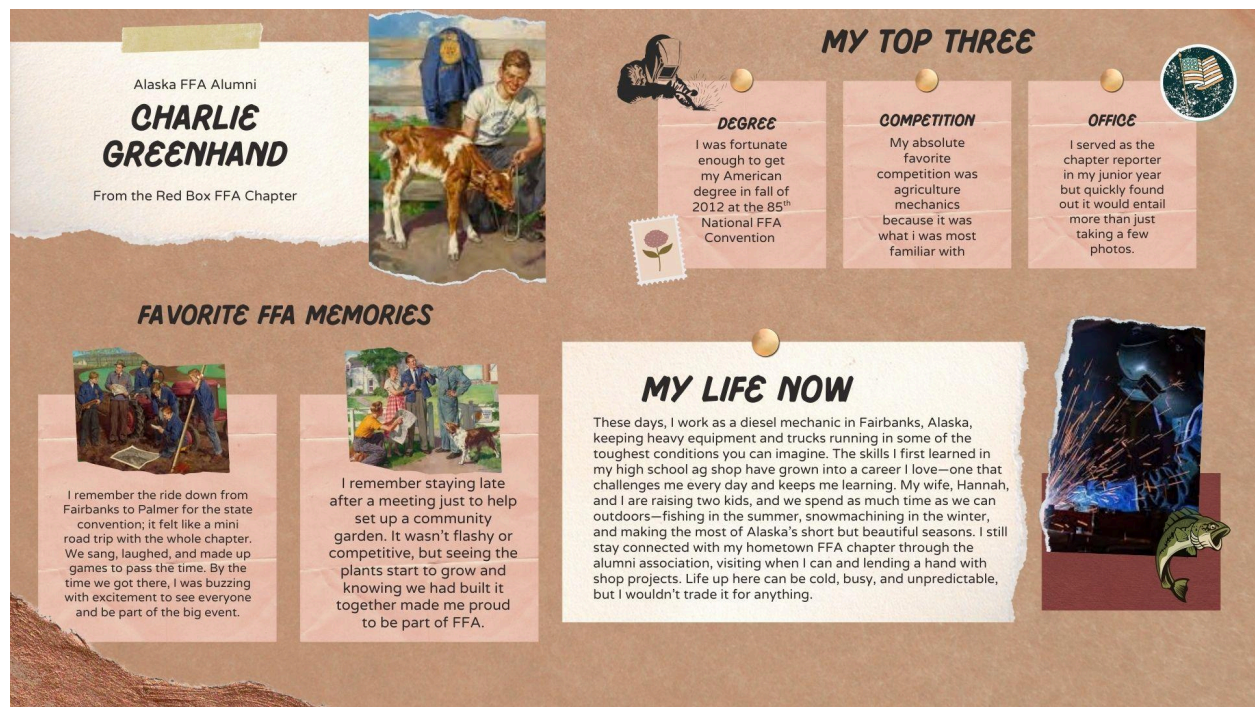 Alaska FFA Alumni
CHARLIE
GREENHAND
From the Red Box FFA Chapter
MY TOP THREE
DEGREE
I was fortunate
enough to get
my American
degree in fall of
2012 at the 85th
National FFA
Convention
COMPETITION
My absolute
favorite
competition was
agriculture
mechanics
because it was
what i was most
familiar with
OFFICE
I served as the
chapter reporter
in my junior year
but quickly found
out it would entail
more than just
taking a few
photos.
FAVORITE FFA MEMORIES
I remember the ride down from
Fairbanks to Palmer for the state
convention; it felt like a mini
road trip with the whole chapter.
We sang, laughed, and made up
games to pass the time. By the
time we got there, I was buzzing
with excitement to see everyone
and be part of the big event.
I remember staying late
after a meeting just to help
set up a community
garden. It wasn't flashy or
competitive, but seeing the
plants start to grow and
knowing we had built it
together made me proud
to be part of FFA.
MY LIFE NOW
These days, I work as a diesel mechanic in Fairbanks, Alaska,
keeping heavy equipment and trucks running in some of the
toughest conditions you can imagine. The skills I first learned in
my high school ag shop have grown into a career I love—one that
challenges me every day and keeps me learning. My wife, Hannah,
and I are raising two kids, and we spend as much time as we can
outdoors—fishing in the summer, snowmachining in the winter,
and making the most of Alaska's short but beautiful seasons. I still
stay connected with my hometown FFA chapter through the
alumni association, visiting when I can and lending a hand with
shop projects. Life up here can be cold, busy, and unpredictable,
but I wouldn't trade it for anything.